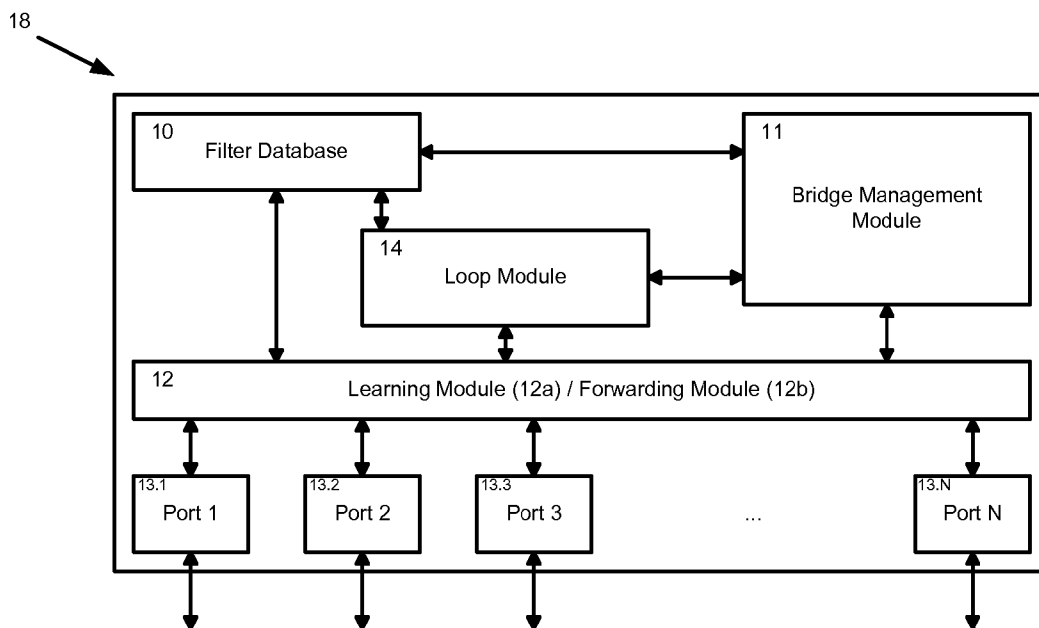 18
10
Filter Database
11
Bridge Management
Module
14
Loop Module
12
Learning Module (12a) / Forwarding Module (12b)
13.1
Port 1
13.2
Port 2
13.3
Port 3
...
13.N
Port N